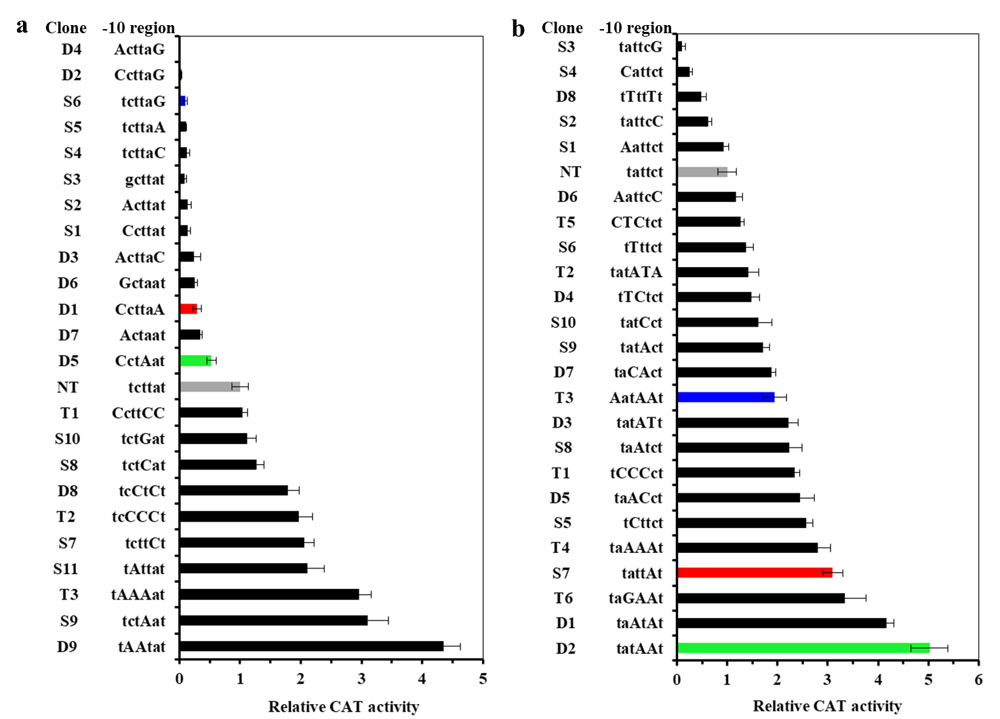 a Clone -10 region
D4 ActtaG
D2 CcttaG
S6 tcttaG
S5 tcttaA
S4 tcttaC
S3 gcttat
S2 Acttat
S1 Ccttat
D3 ActtaC
D6 Gctaat
D1 CcttaA
D7 Actaat
D5 CctAat
NT tcttat
T1 CcttCC
S10 tctGat
S8 tctCat
D8 tcCtCt
T2 tcCCCt
S7 tcttCt
S11 tAttat
T3 tAAAat
S9 tctAat
D9 tAAtat
0 1 2 3 4 5
Relative CAT activity
b Clone -10 region
S3 tattcG
S4 Cattct
D8 tTttTt
S2 tattcC
S1 Aattct
NT tattct
D6 AattcC
T5 CTCtct
S6 tTttct
T2 tatATA
D4 tTCtct
S10 tatCct
S9 tatAct
D7 taCAct
T3 AatAAt
D3 tatATt
S8 taAtct
T1 tCCCct
D5 taACct
S5 tCttct
T4 taAAAt
S7 tattAt
T6 taGAAt
D1 taAtAt
D2 tatAAt
0 1 2 3 4 5 6
Relative CAT activity